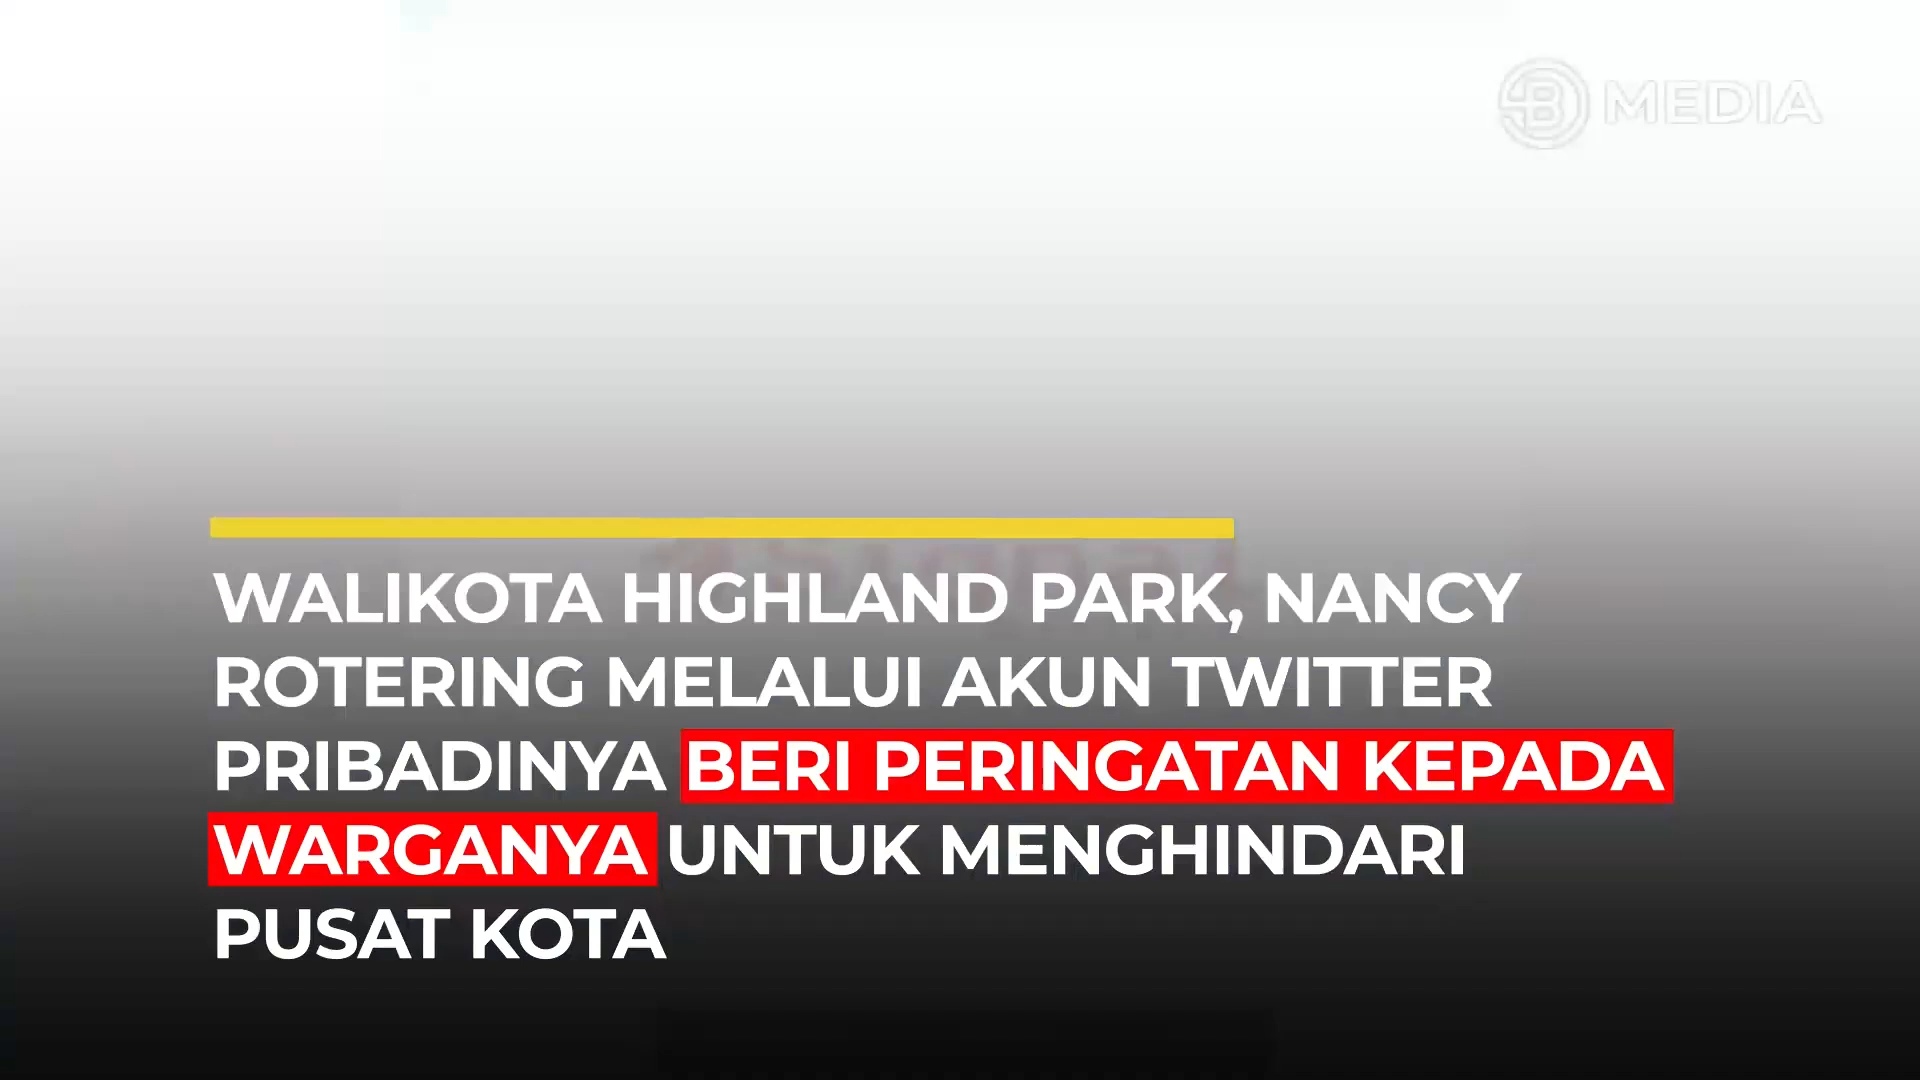 B MEDIA
WALIKOTA HIGHLAND PARK, NANCY
ROTERING MELALUI AKUN TWITTER
PRIBADINYA BERI PERINGATAN KEPADA
WARGANYA UNTUK MENGHINDARI
PUSAT KOTA